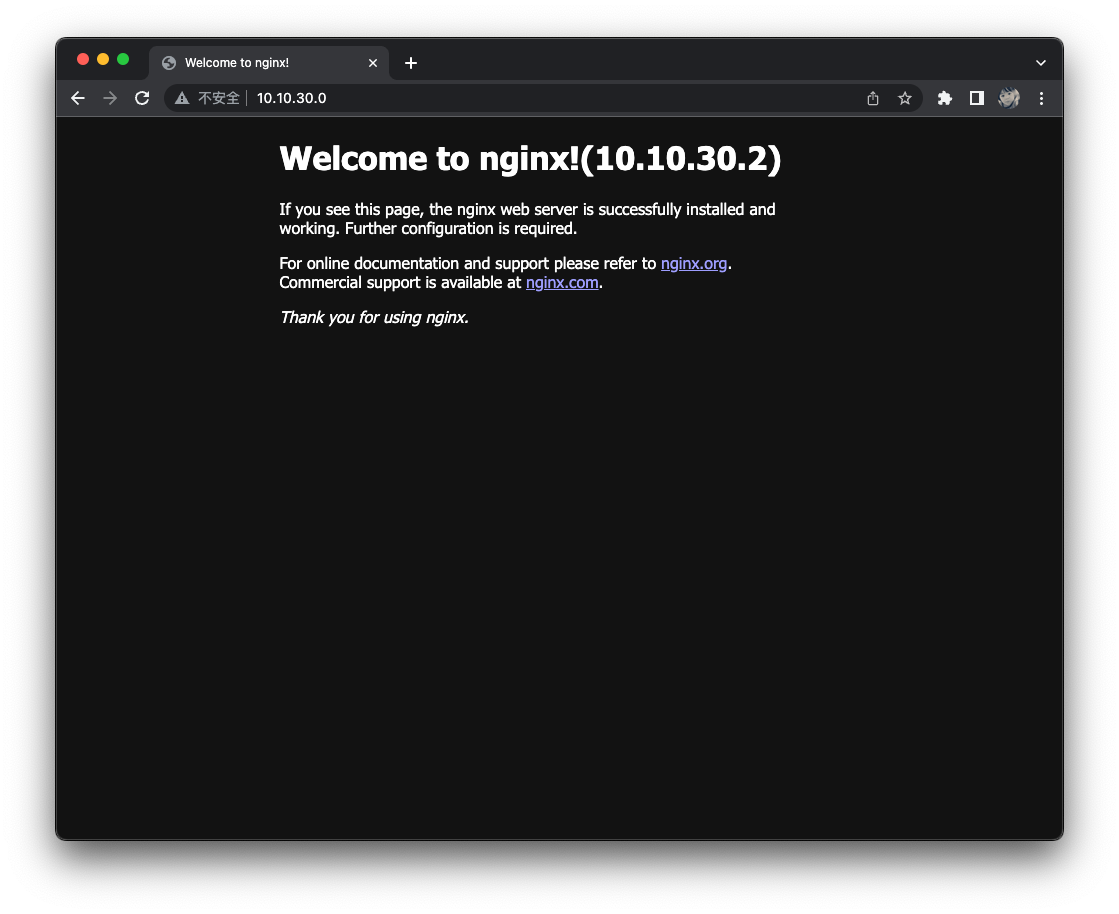 Welcome to nginx!
不安全
10.10.30.0
Welcome to nginx!(10.10.30.2)
If you see this page, the nginx web server is successfully installed and
working. Further configuration is required.
For online documentation and support please refer to nginx.org.
Commercial support is available at nginx.com.
Thank you for using nginx.